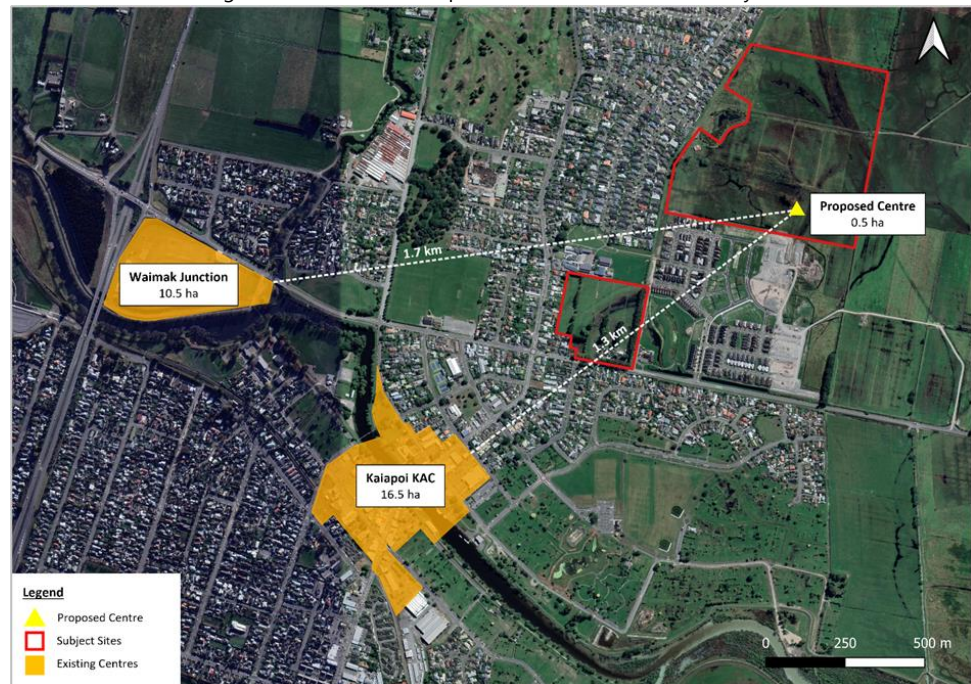 1.7 km
Proposed Centre
0.5 ha
Waimak Junction
10.5 ha
1.3 km
Kaiapoi KAC
16.5 ha
Legend
Proposed Centre
Subject Sites
Existing Centres
0 250 500 m